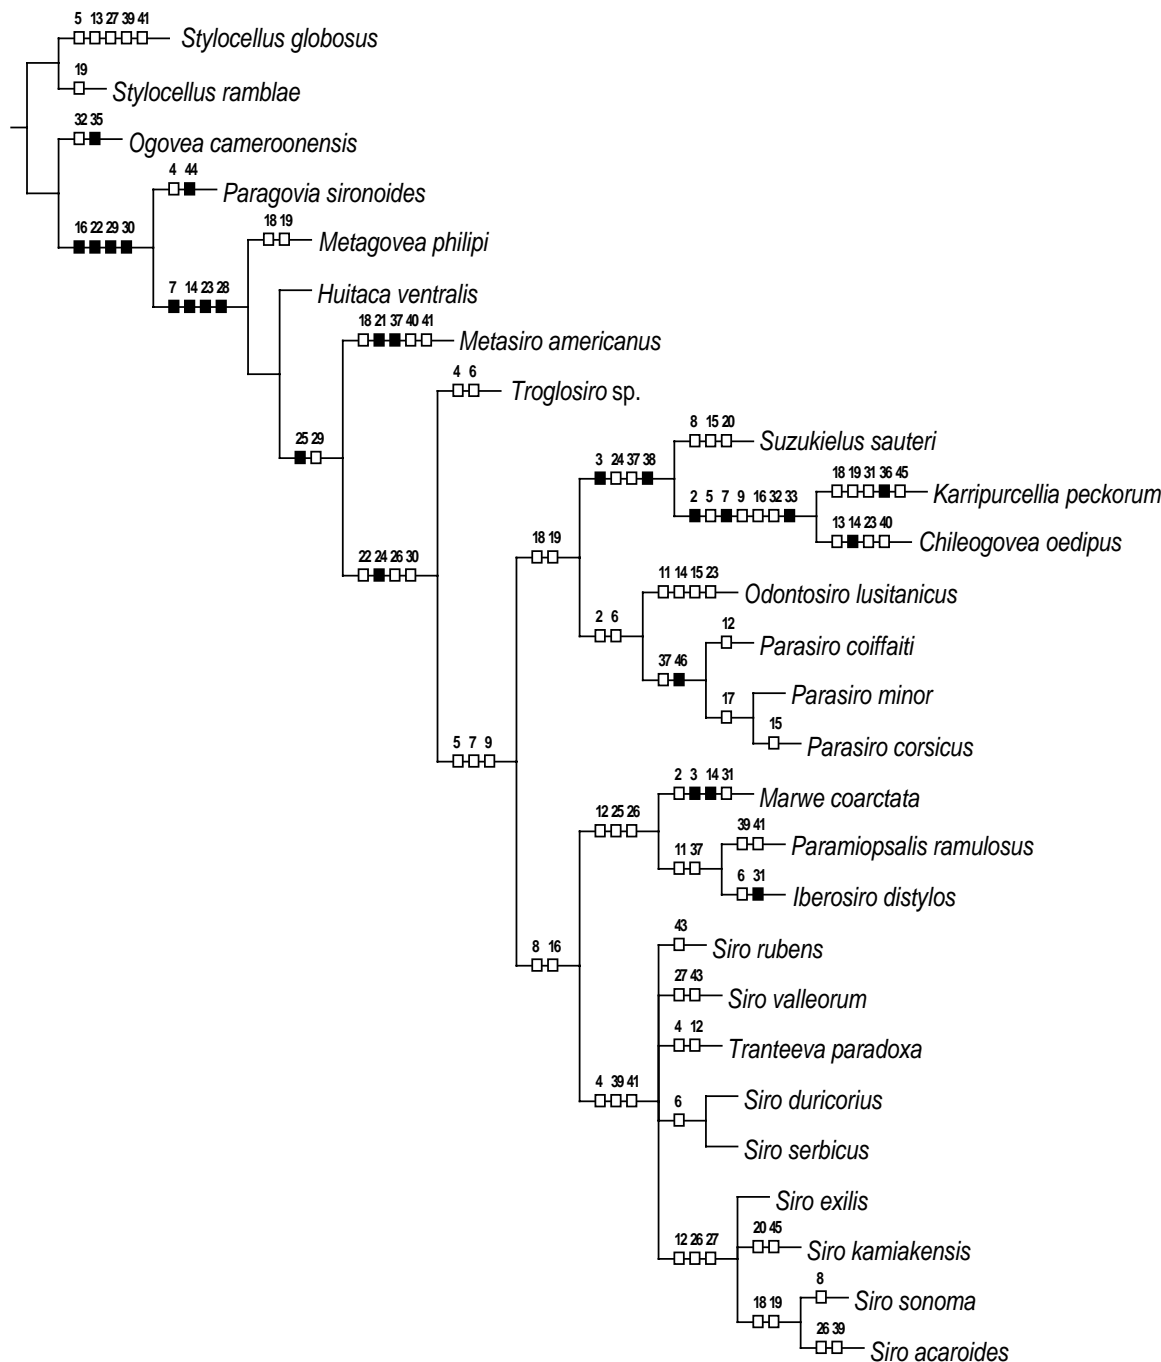 5 13 27 39 41
Stylocellus globosus
19
Stylocellus ramblae
32 35
Ogovea cameroonensis
4 44
Paragovia sironoides
16 22 29 30
18 19
Metagovea philipi
7 14 23 28
Huitaca ventralis
18 21 37 40 41
Metasiro americanus
4 6
Troglosiro sp.
25 29
8 15 20
Suzukielus sauteri
3 24 37 38
18 19 31 36 45
Karripurcellia peckorum
2 5 7 9 16 32 33
13 14 23 40
Chileogovea oedipus
18 19
22 24 26 30
11 14 15 23
Odontosiro lusitanicus
2 6
12
Parasiro coiffaiti
37 46
Parasiro minor
17
15
Parasiro corsicus
5 7 9
2 3 14 31
Marwe coarctata
12 25 26
39 41
Paramiopsalis ramulosus
11 37
6 31
Iberosiro distylos
43
Siro rubens
8 16
27 43
Siro valleorum
4 12
Tranteeva paradoxa
4 39 41
6
Siro duricorius
Siro serbicus
Siro exilis
12 26 27
20 45
Siro kamiakensis
8
Siro sonoma
18 19
26 39
Siro acaroides